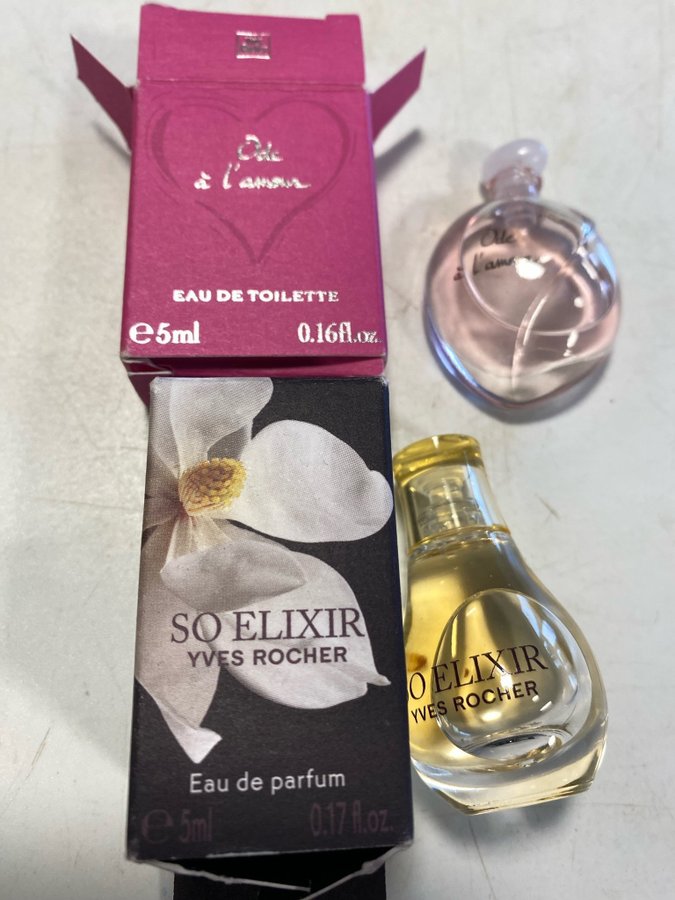 Ode
à l'amour
EAU DE TOILETTE
e 5ml 0.16fl.oz.
Ode
à l'amour
SO ELIXIR
YVES ROCHER
Eau de parfum
e 5ml 0.17 fl.oz.
SO ELIXIR
YVES ROCHER